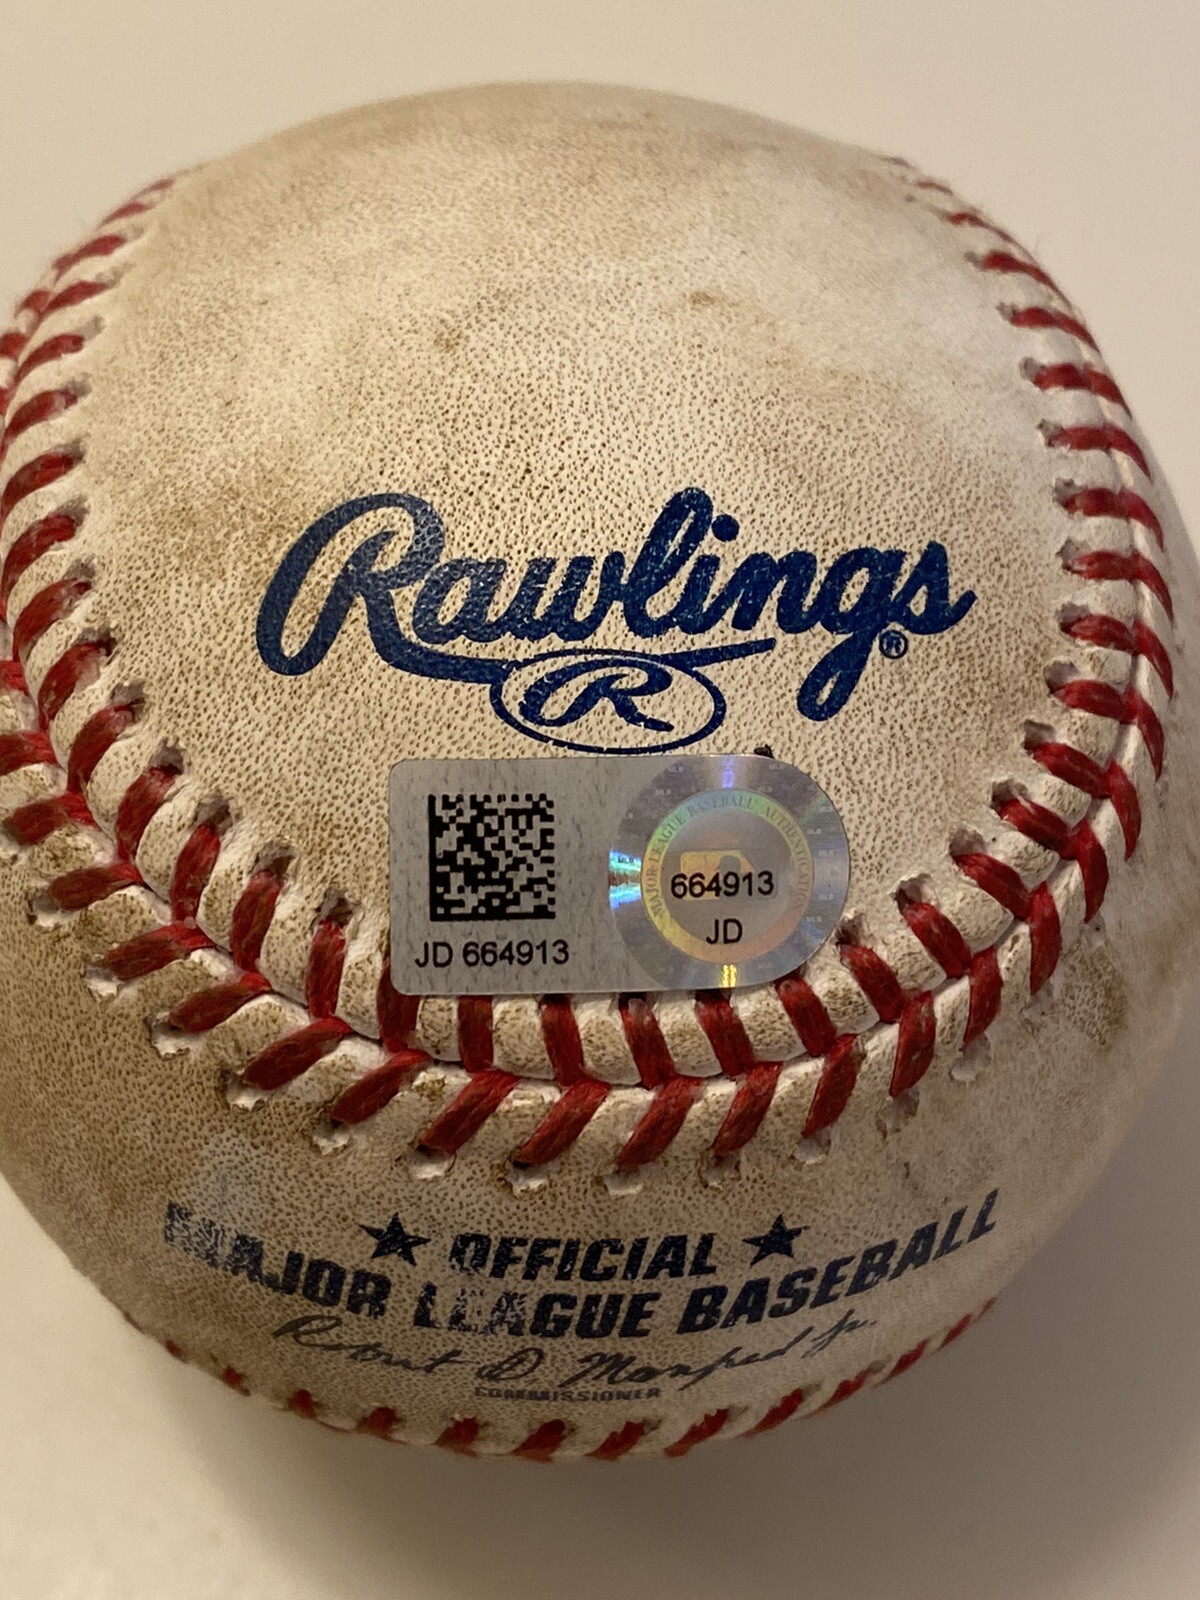 Rawlings®
R
JD 664913
MAJOR LEAGUE BASEBALL AUTHENTICATION
664913
JD
★ OFFICIAL ★
MAJOR LEAGUE BASEBALL
Robert D. Manfred Jr.
COMMISSIONER